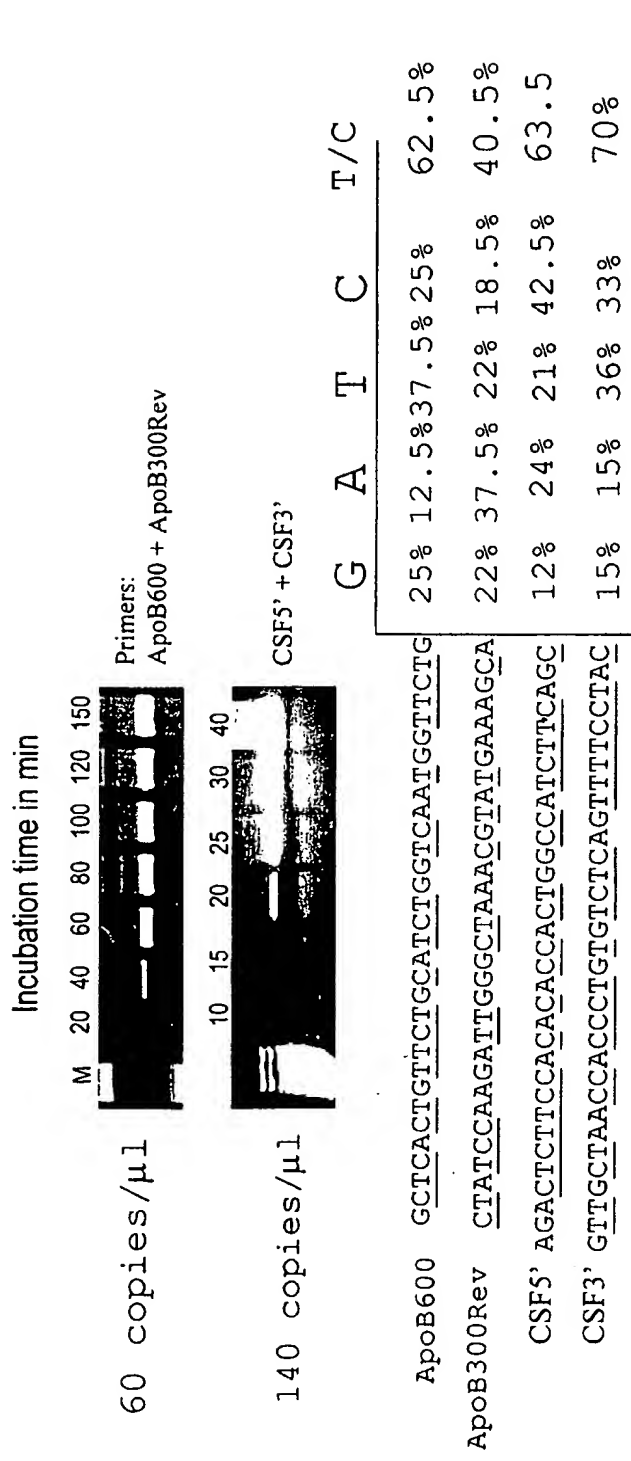 Incubation time in min
M 20 40 60 80 100 120 150
60 copies/µl
Primers:
ApoB600 + ApoB300Rev
10 15 20 25 30 40
140 copies/µl
CSF5' + CSF3'
G A T C T/C
ApoB600 GCTCACTGTTCTGCATCTGGTCAATGGTTCTG 25% 12.5%37.5% 25% 62.5%
ApoB300Rev CTATCCAAGATTGGGCTAAACGTATGAAAGCA 22% 37.5% 22% 18.5% 40.5%
CSF5' AGACTCTTCCACACACCACTGGCCATCTTCAGC 12% 24% 21% 42.5% 63.5
CSF3' GTTGCTAACCACCCTGTGTCTCAGTTTTCCTAC 15% 15% 36% 33% 70%